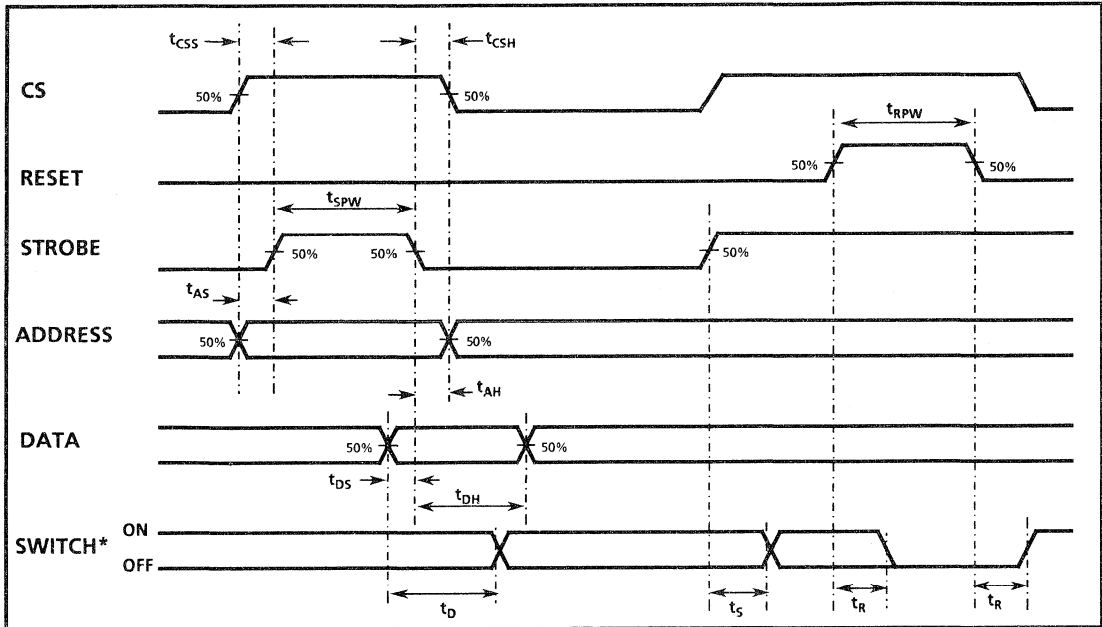 tCSS
tCSH
CS
50%
50%
tRPW
RESET
50%
50%
tSPW
STROBE
50%
50%
50%
tAS
ADDRESS
50%
50%
tAH
DATA
50%
50%
tDS
tDH
SWITCH*
ON
OFF
tD
tS
tR
tR